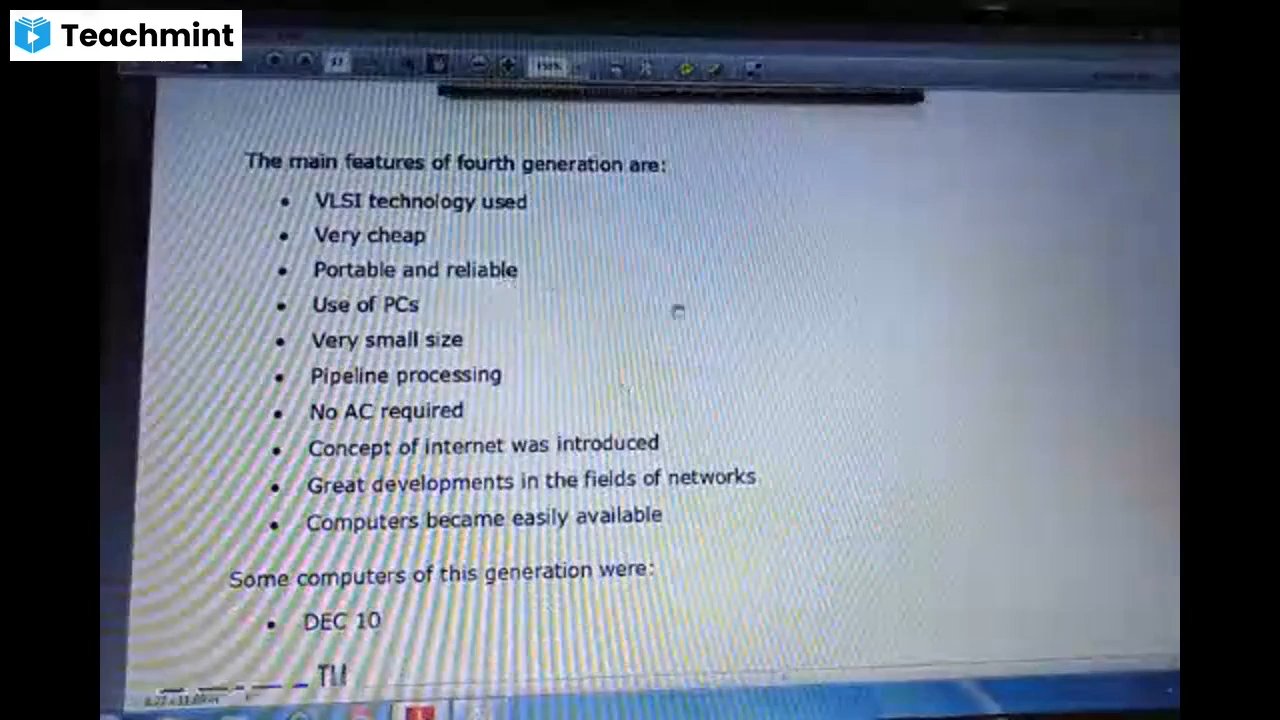 Teachmint
150%
The main features of fourth generation are:
• VLSI technology used
• Very cheap
• Portable and reliable
• Use of PCs
• Very small size
• Pipeline processing
• No AC required
• Concept of internet was introduced
• Great developments in the fields of networks
• Computers became easily available
Some computers of this generation were:
• DEC 10